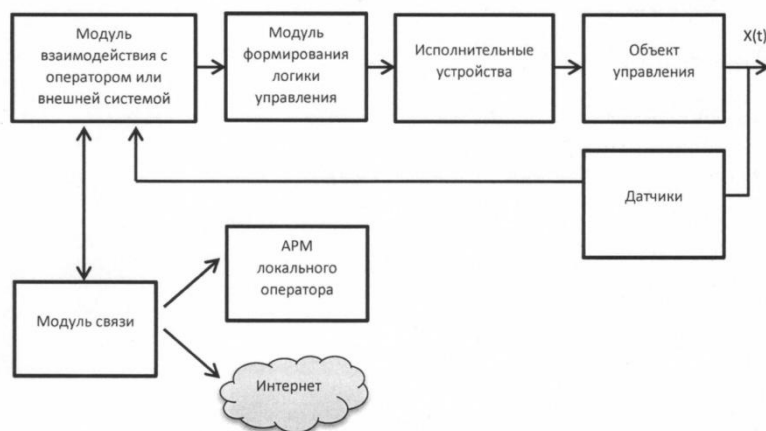 Модуль
взаимодействия с
оператором или
внешней системой
Модуль
формирования
логики
управления
Исполнительные
устройства
Объект
управления
X(t)
Датчики
АРМ
локального
оператора
Модуль связи
Интернет